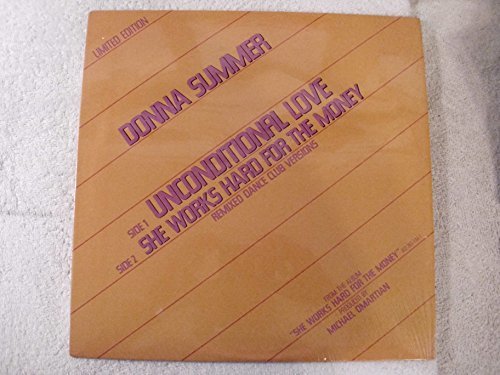 LIMITED EDITION
DONNA SUMMER
SIDE 1 UNCONDITIONAL LOVE
SIDE 2 SHE WORKS HARD FOR THE MONEY
REMIXED DANCE CLUB VERSIONS
FROM THE ALBUM
"SHE WORKS HARD FOR THE MONEY"
PRODUCED BY
MICHAEL OMARTIAN